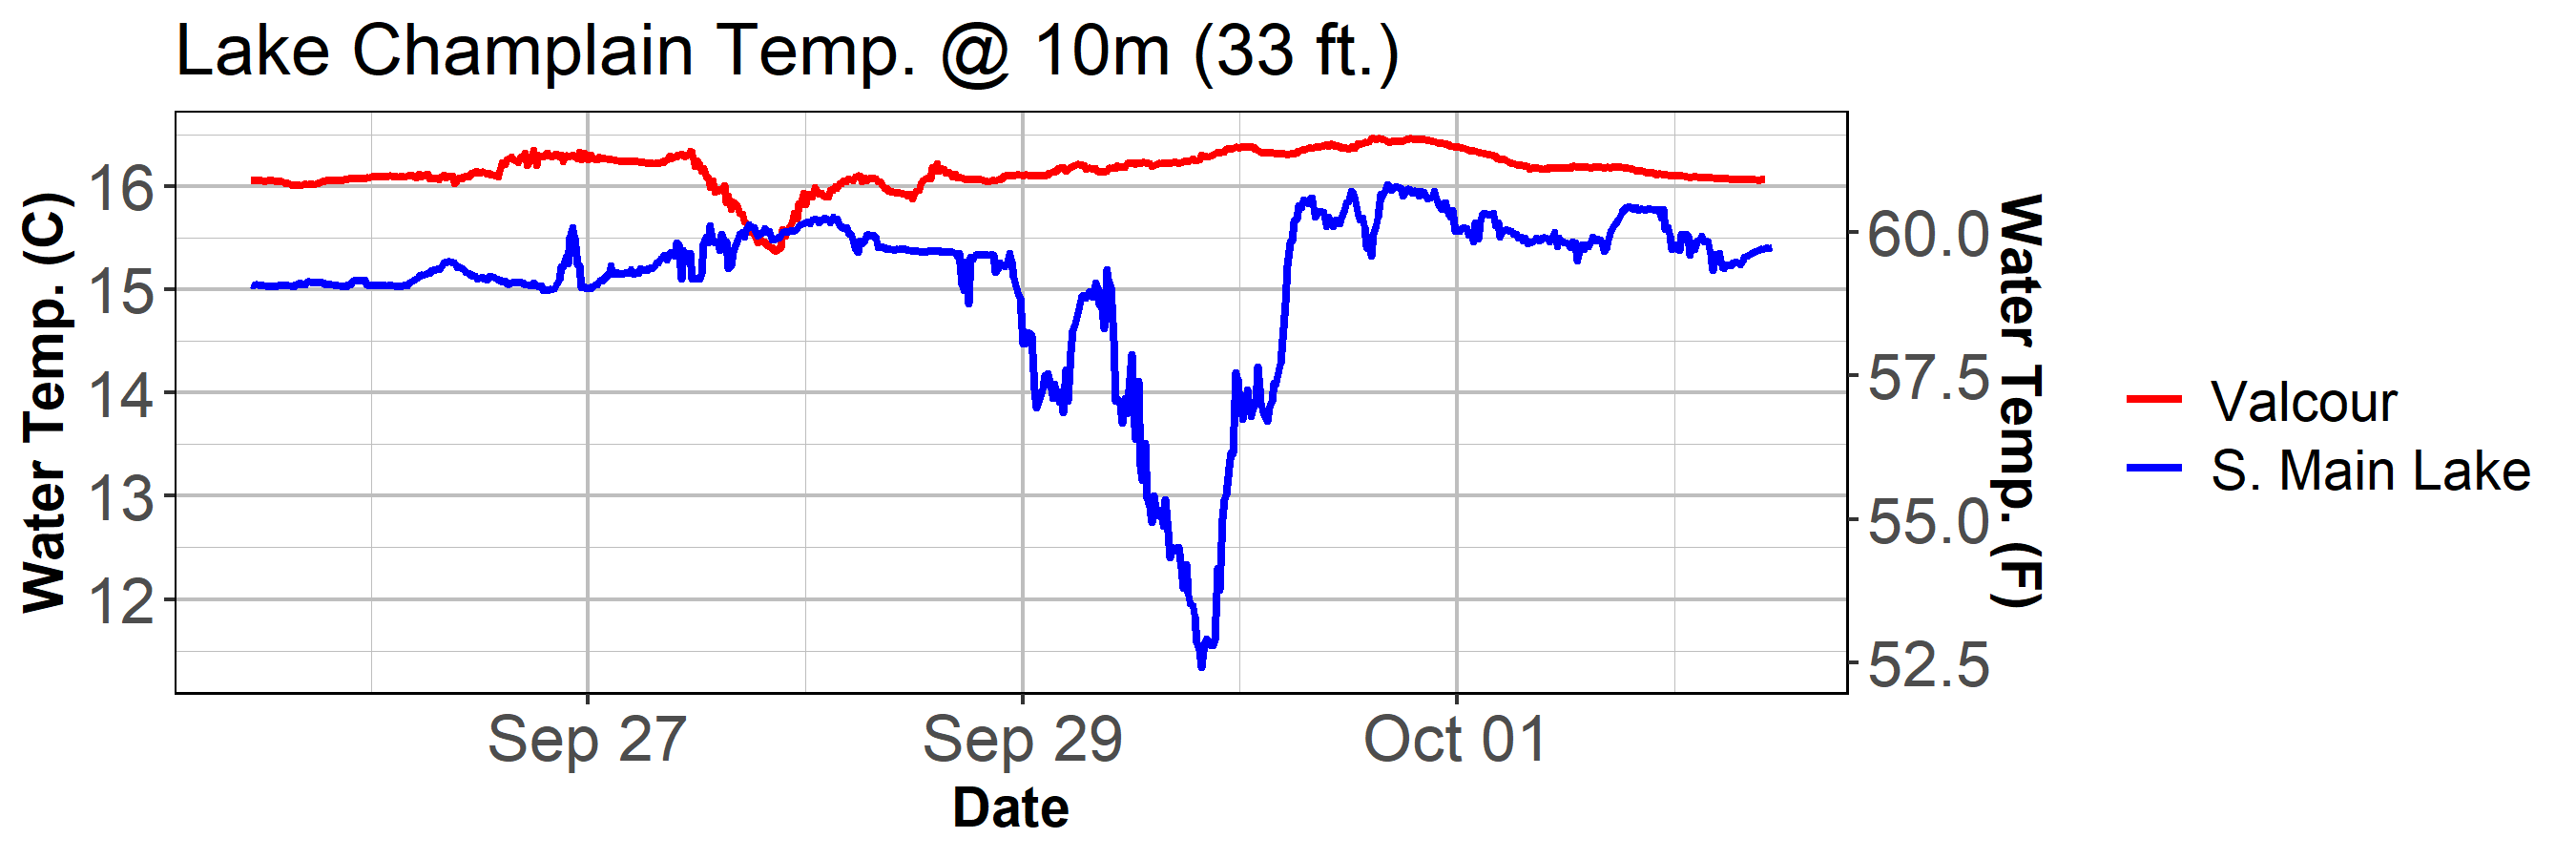 Lake Champlain Temp. @ 10m (33 ft.)
Water Temp. (C)
16
15
14
13
12
60.0
57.5
55.0
52.5
Water Temp. (F)
Sep 27
Sep 29
Oct 01
Date
Valcour
S. Main Lake